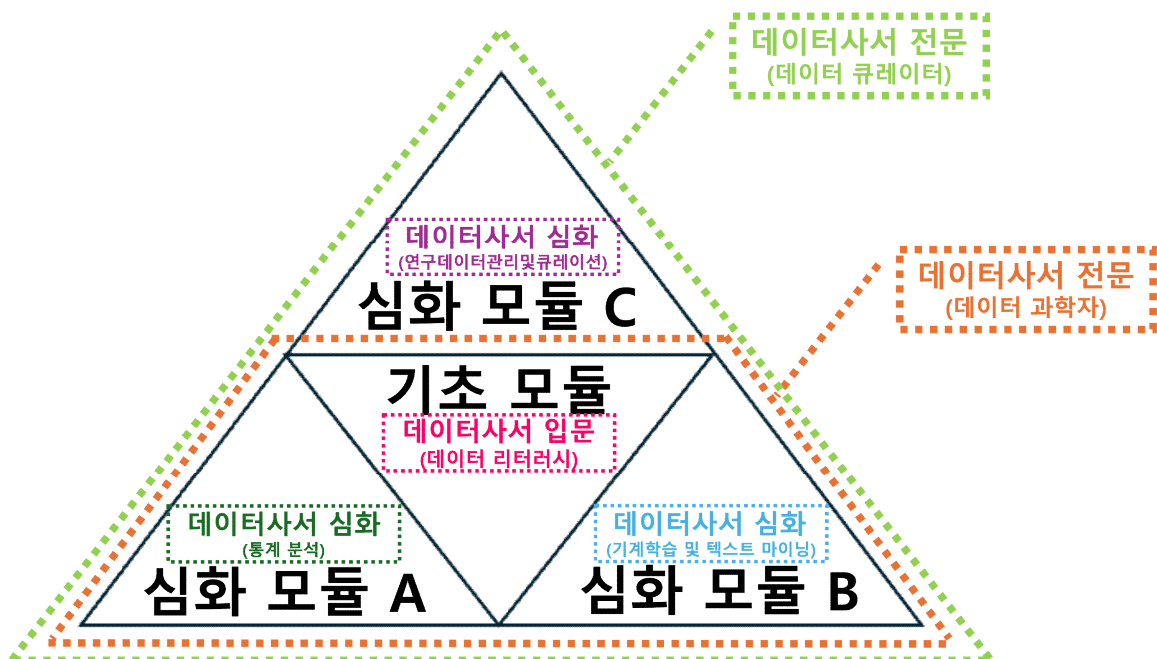 데이터사서 전문
(데이터 큐레이터)
데이터사서 심화
(연구데이터관리및큐레이션)
심화 모듈 C
데이터사서 전문
(데이터 과학자)
기초 모듈
데이터사서 입문
(데이터 리터러시)
데이터사서 심화
(통계 분석)
심화 모듈 A
데이터사서 심화
(기계학습 및 텍스트 마이닝)
심화 모듈 B